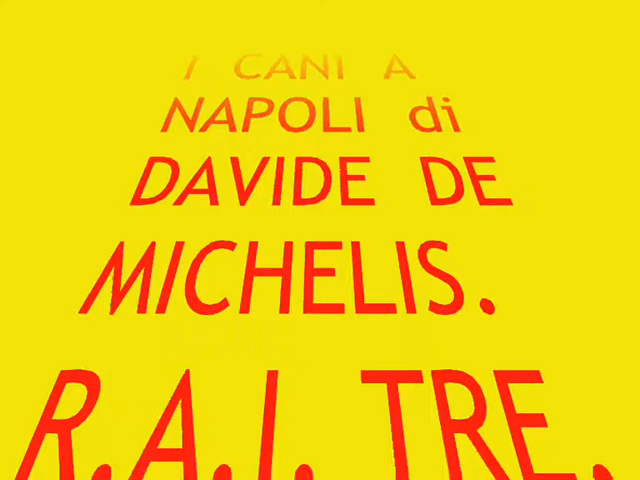 I CANI A
NAPOLI di
DAVIDE DE
MICHELIS.
R.A.I. TRE.